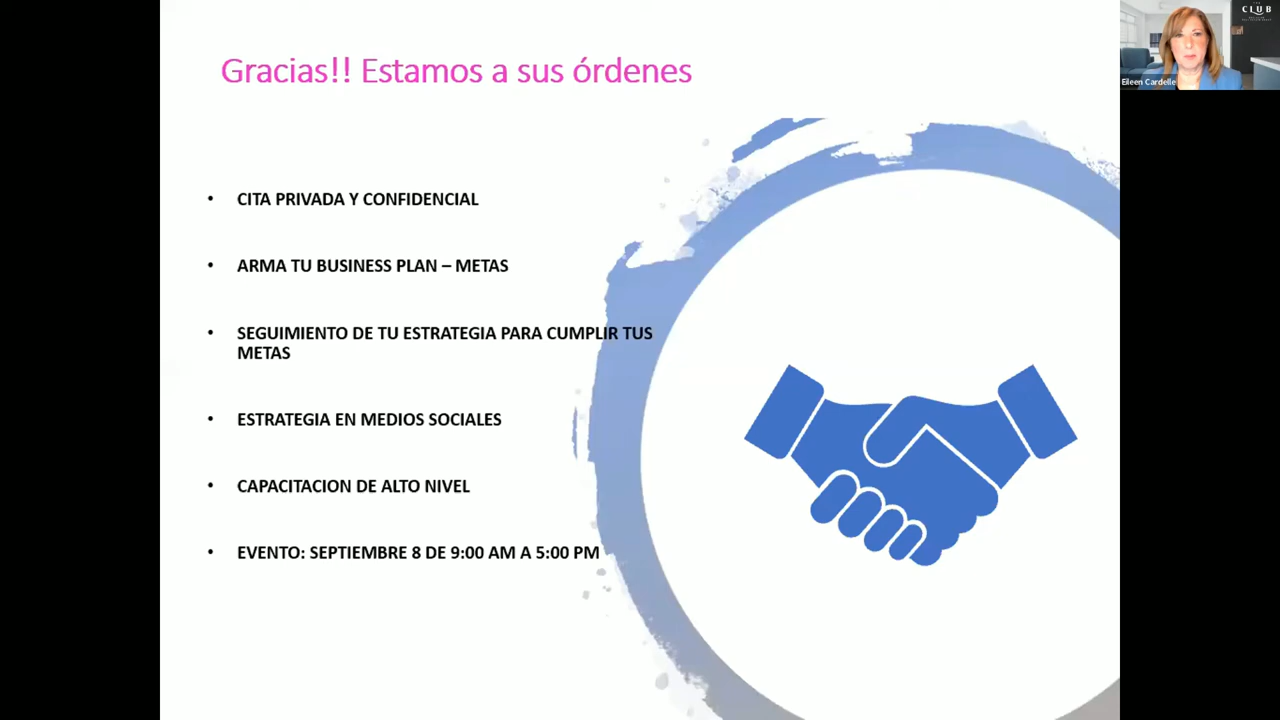 Gracias!! Estamos a sus órdenes
• CITA PRIVADA Y CONFIDENCIAL
• ARMA TU BUSINESS PLAN – METAS
• SEGUIMIENTO DE TU ESTRATEGIA PARA CUMPLIR TUS
METAS
• ESTRATEGIA EN MEDIOS SOCIALES
• CAPACITACION DE ALTO NIVEL
• EVENTO: SEPTIEMBRE 8 DE 9:00 AM A 5:00 PM
CLUB
Eileen Cardelle